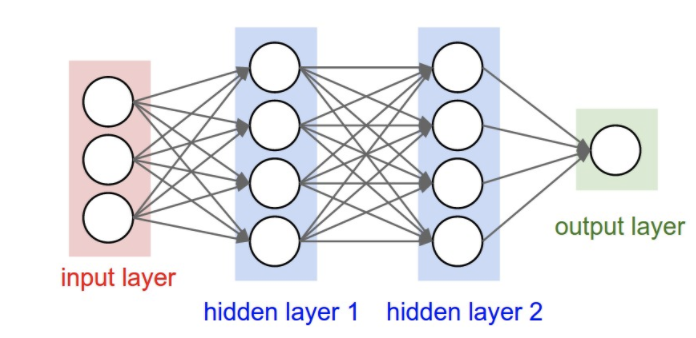 input layer
hidden layer 1
hidden layer 2
output layer